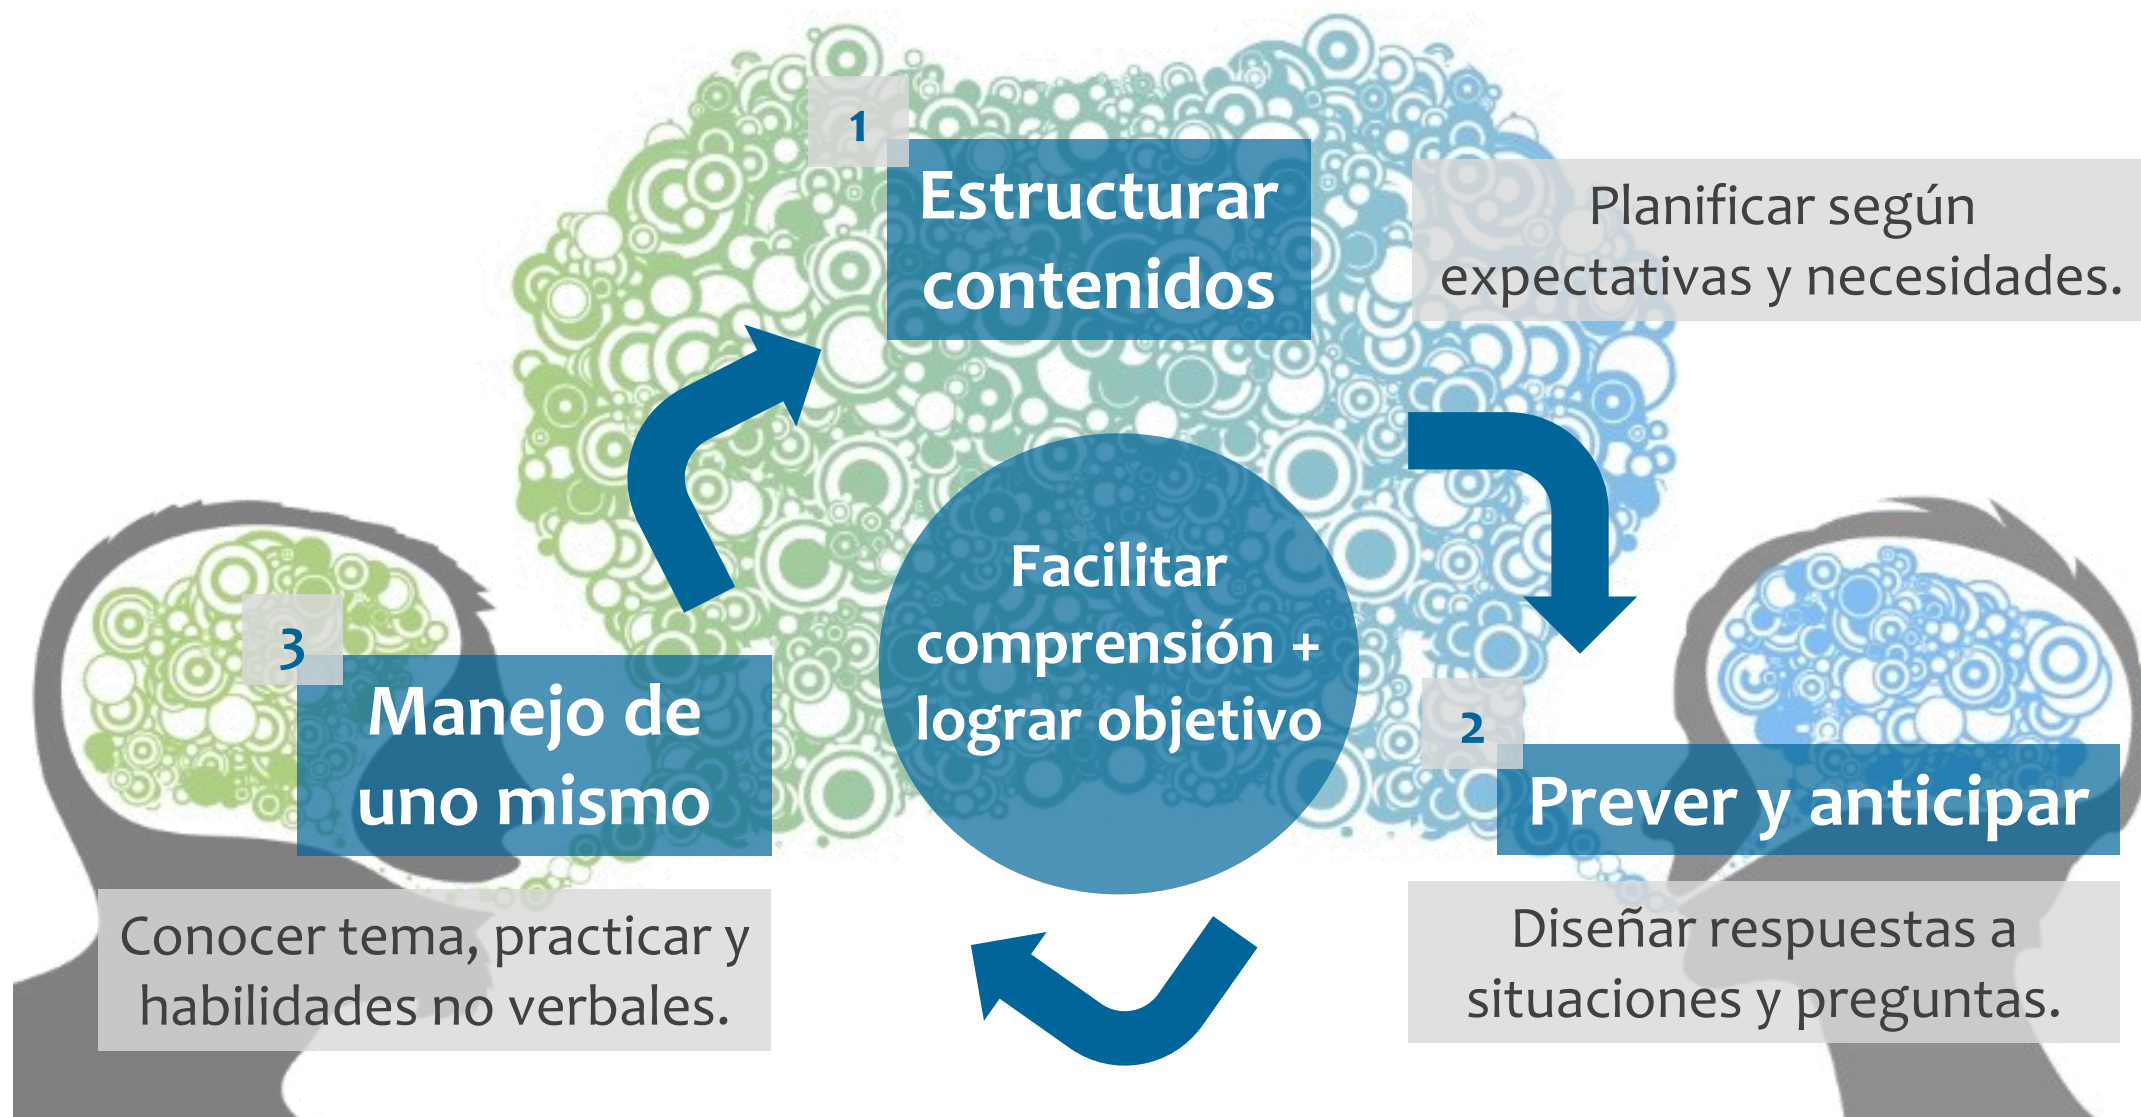 1
Estructurar
contenidos
Planificar según
expectativas y necesidades.
Facilitar
comprensión +
lograr objetivo
2
Prever y anticipar
Diseñar respuestas a
situaciones y preguntas.
3
Manejo de
uno mismo
Conocer tema, practicar y
habilidades no verbales.